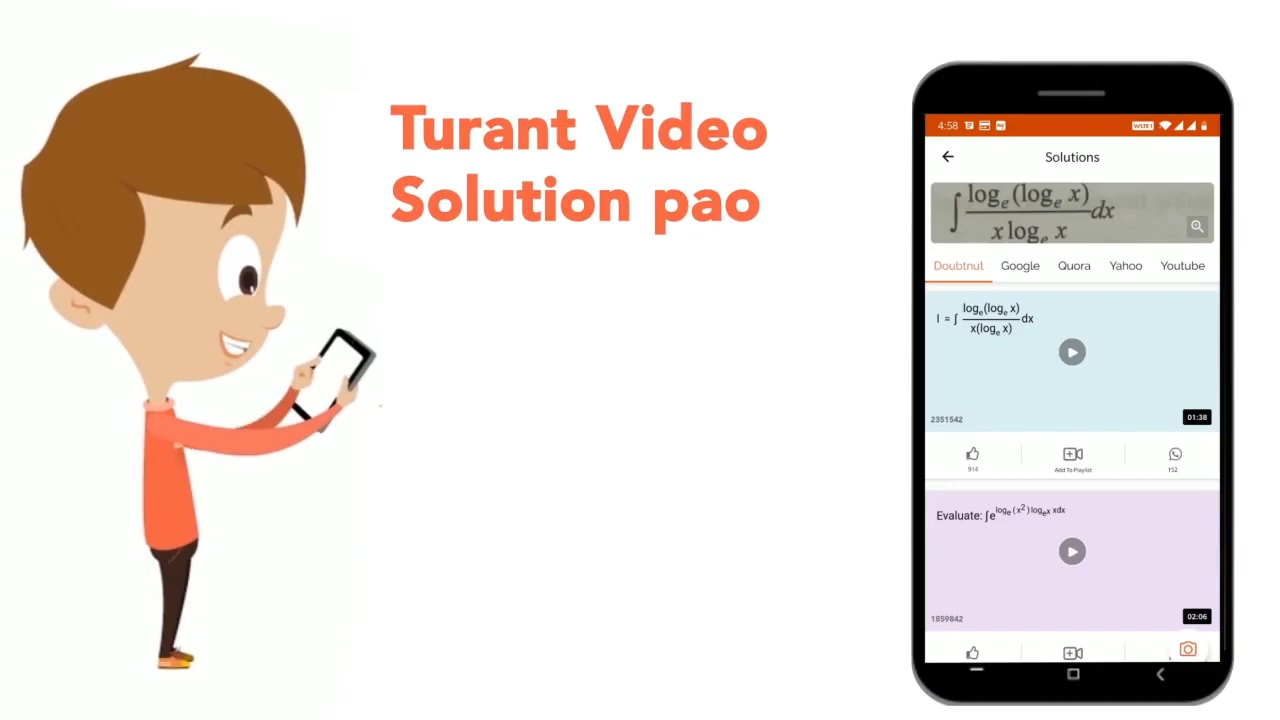 Turant Video
Solution pao
4:58
VoLTE1
Solutions
∫ logₑ(logₑ x) / x logₑ x dx
Doubtnut Google Quora Yahoo Youtube
I = ∫ logₑ(logₑ x) / x(logₑ x) dx
2351542 01:38
914 Add To Playlist 152
Evaluate: ∫e^logₑ(x²)logₑx xdx
1859842 02:06